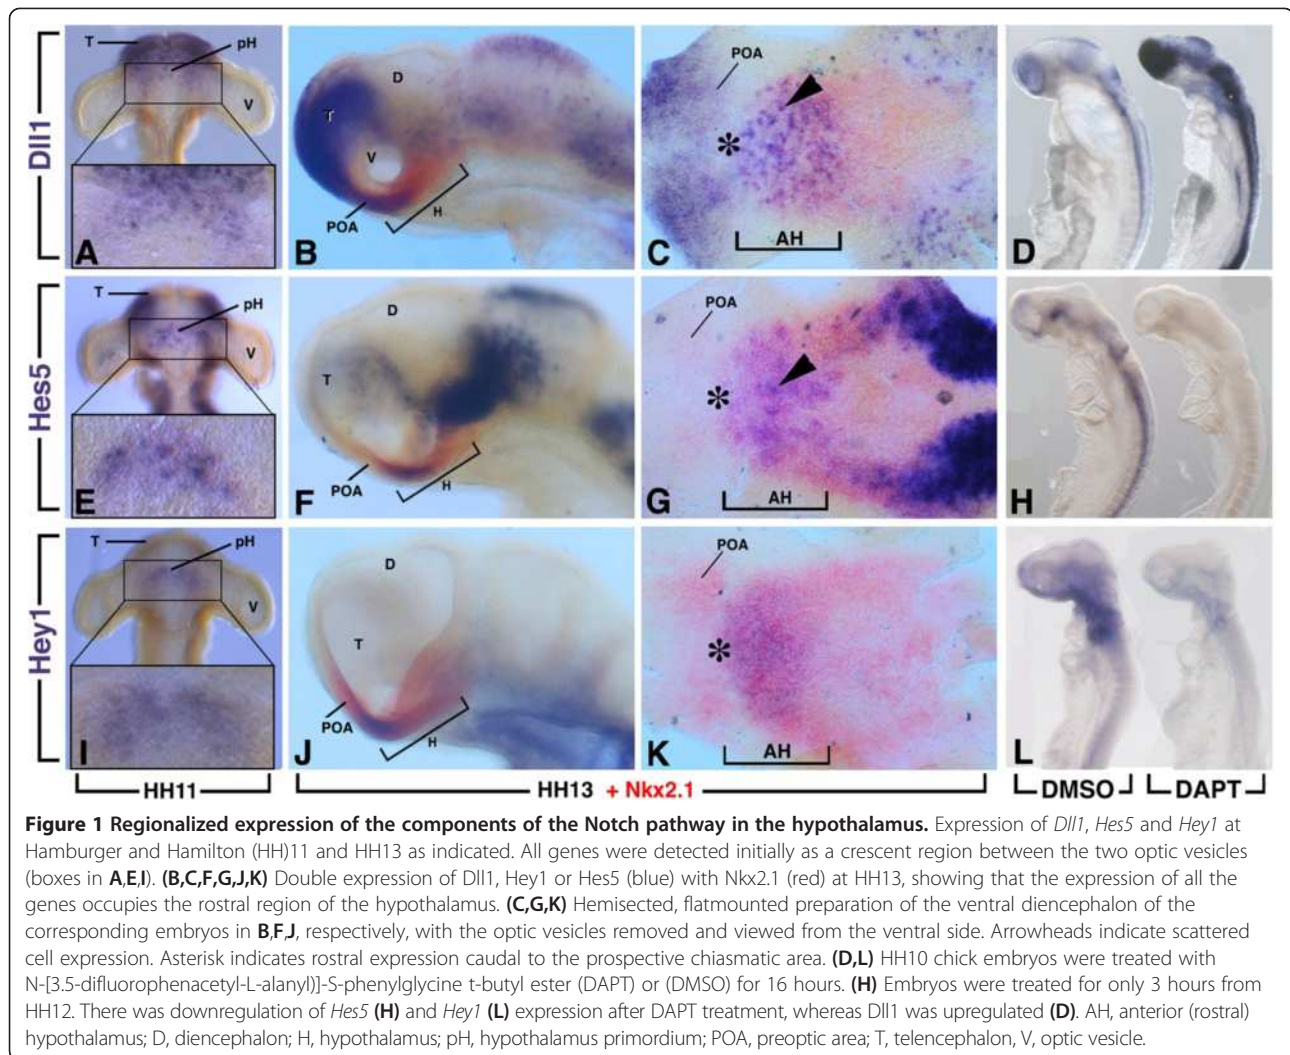 Dll1
T
pH
V
A
D
T
V
POA
H
B
POA
*
AH
C
D
Hes5
T
pH
V
E
D
T
POA
H
F
POA
*
AH
G
H
Hey1
T
pH
V
I
D
T
POA
H
J
POA
*
AH
K
L
HH11
HH13 + Nkx2.1
DMSO
DAPT
Figure 1 Regionalized expression of the components of the Notch pathway in the hypothalamus. Expression of Dll1, Hes5 and Hey1 at
Hamburger and Hamilton (HH)11 and HH13 as indicated. All genes were detected initially as a crescent region between the two optic vesicles
(boxes in A,E,I). (B,C,F,G,J,K) Double expression of Dll1, Hey1 or Hes5 (blue) with Nkx2.1 (red) at HH13, showing that the expression of all the
genes occupies the rostral region of the hypothalamus. (C,G,K) Hemisected, flatmounted preparation of the ventral diencephalon of the
corresponding embryos in B,F,J, respectively, with the optic vesicles removed and viewed from the ventral side. Arrowheads indicate scattered
cell expression. Asterisk indicates rostral expression caudal to the prospective chiasmatic area. (D,L) HH10 chick embryos were treated with
N-[3.5-difluorophenacetyl-L-alanyl)]-S-phenylglycine t-butyl ester (DAPT) or (DMSO) for 16 hours. (H) Embryos were treated for only 3 hours from
HH12. There was downregulation of Hes5 (H) and Hey1 (L) expression after DAPT treatment, whereas Dll1 was upregulated (D). AH, anterior (rostral)
hypothalamus; D, diencephalon; H, hypothalamus; pH, hypothalamus primordium; POA, preoptic area; T, telencephalon, V, optic vesicle.